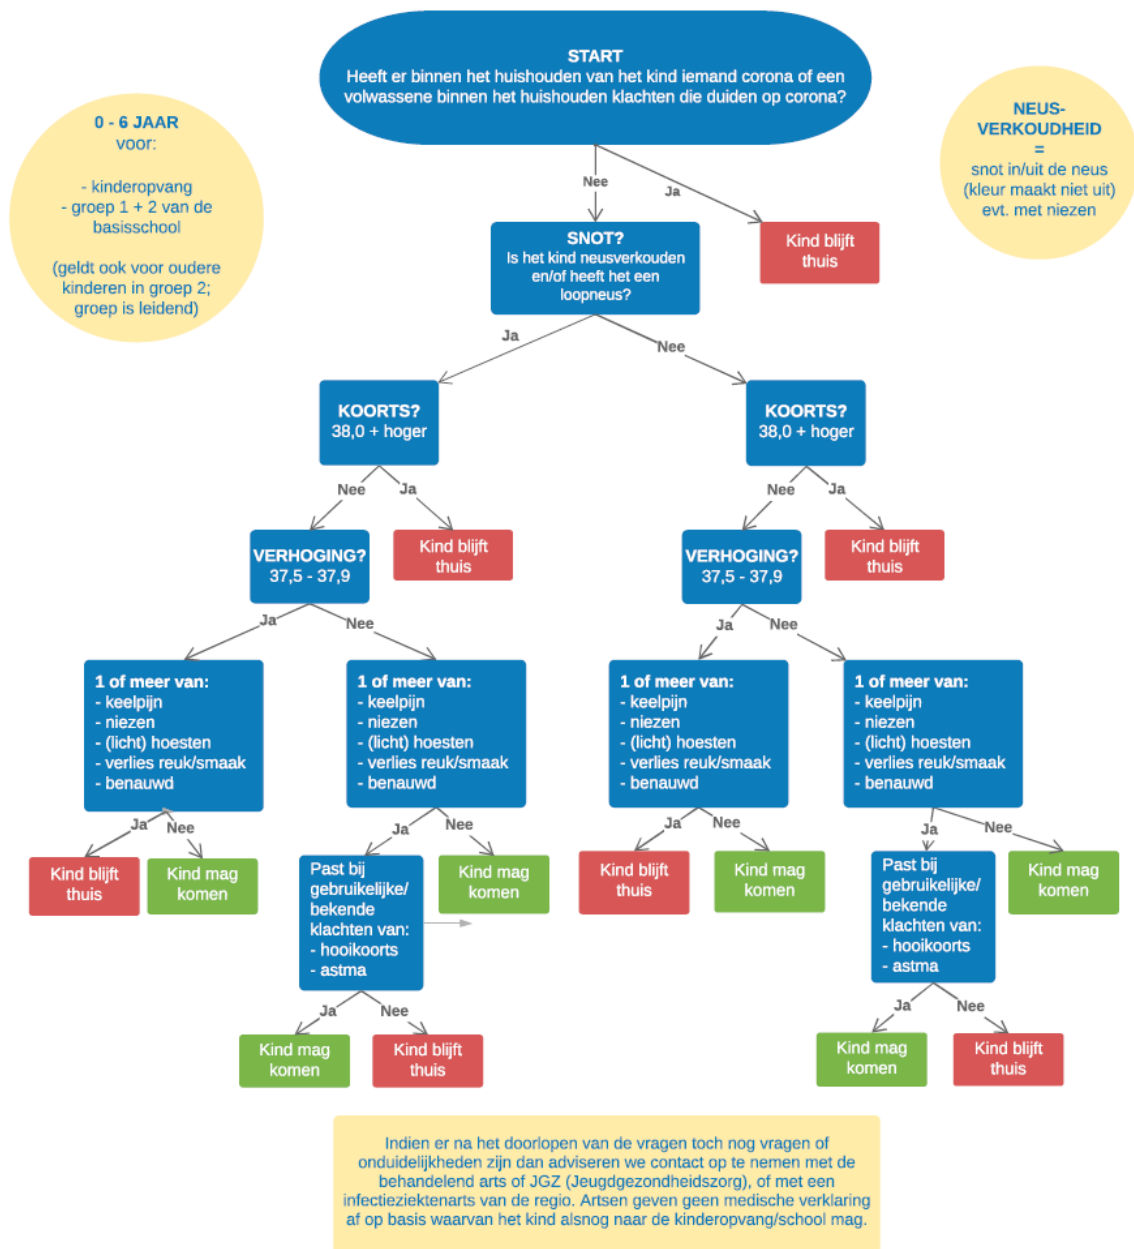 START
Heeft er binnen het huishouden van het kind iemand corona of een
volwassene binnen het huishouden klachten die duiden op corona?
0 - 6 JAAR
voor:
- kinderopvang
- groep 1 + 2 van de
basisschool
(geldt ook voor oudere
kinderen in groep 2;
groep is leidend)
NEUS-
VERKOUDHEID
=
snot in/uit de neus
(kleur maakt niet uit)
evt. met niezen
Nee
Ja
SNOT?
Is het kind neusverkouden
en/of heeft het een
loopneus?
Kind blijft
thuis
Ja
Nee
KOORTS?
38,0 + hoger
KOORTS?
38,0 + hoger
Nee
Ja
Nee
Ja
VERHOGING?
37,5 - 37,9
Kind blijft
thuis
VERHOGING?
37,5 - 37,9
Kind blijft
thuis
Ja
Nee
Ja
Nee
1 of meer van:
- keelpijn
- niezen
- (licht) hoesten
- verlies reuk/smaak
- benauwd
1 of meer van:
- keelpijn
- niezen
- (licht) hoesten
- verlies reuk/smaak
- benauwd
1 of meer van:
- keelpijn
- niezen
- (licht) hoesten
- verlies reuk/smaak
- benauwd
1 of meer van:
- keelpijn
- niezen
- (licht) hoesten
- verlies reuk/smaak
- benauwd
Ja
Nee
Ja
Nee
Ja
Nee
Ja
Nee
Kind blijft
thuis
Kind mag
komen
Past bij
gebruikelijke/
bekende
klachten van:
- hooikoorts
- astma
Kind mag
komen
Kind blijft
thuis
Kind mag
komen
Past bij
gebruikelijke/
bekende
klachten van:
- hooikoorts
- astma
Kind mag
komen
Ja
Nee
Ja
Nee
Kind mag
komen
Kind blijft
thuis
Kind mag
komen
Kind blijft
thuis
Indien er na het doorlopen van de vragen toch nog vragen of
onduidelijkheden zijn dan adviseren we contact op te nemen met de
behandelend arts of JGZ (Jeugdgezondheidszorg), of met een
infectieziektenarts van de regio. Artsen geven geen medische verklaring
af op basis waarvan het kind alsnog naar de kinderopvang/school mag.